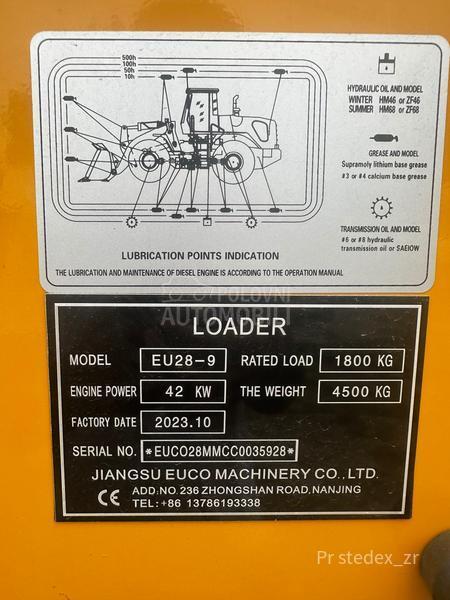 500h
100h
50h
10h
HYDRAULIC OIL AND MODEL
WINTER HM46 or ZF46
SUMMER HM68 or ZF68
GREASE AND MODEL
Supramoly lithium base grease
#3 or #4 calcium base grease
TRANSMISSION OIL AND MODEL
#6 or #8 hydraulic
transmission oil or SAEIOW
LUBRICATION POINTS INDICATION
THE LUBRICATION AND MAINTENANCE OF DIESEL ENGINE IS ACCORDING TO THE OPERATION MANUAL
POLOVNI
AUTOMOBILI
LOADER
MODEL EU28-9 RATED LOAD 1800 KG
ENGINE POWER 42 KW THE WEIGHT 4500 KG
FACTORY DATE 2023.10
SERIAL NO. *EUCO28MMCC0035928*
JIANGSU EUCO MACHINERY CO., LTD.
CE ADD:NO.236 ZHONGSHAN ROAD,NANJING
TEL:+86 13786193338
Pr stedex_zr